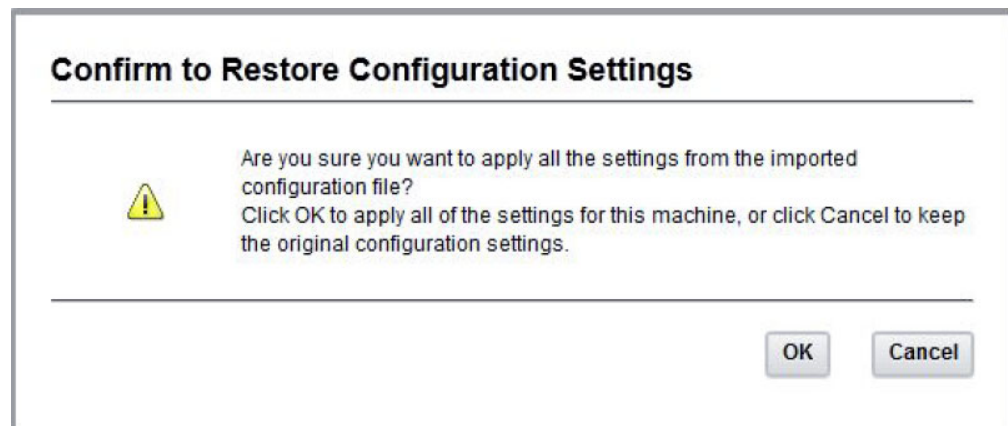 Confirm to Restore Configuration Settings
Are you sure you want to apply all the settings from the imported
configuration file?
Click OK to apply all of the settings for this machine, or click Cancel to keep
the original configuration settings.
OK
Cancel